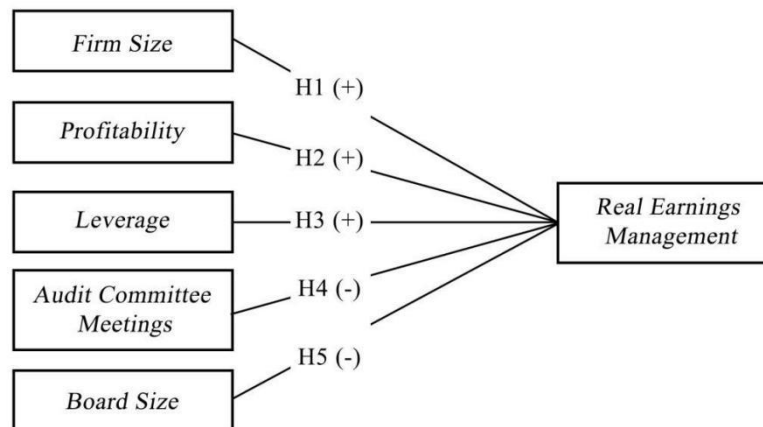 Firm Size
H1 (+)
Profitability
H2 (+)
Leverage
H3 (+)
Real Earnings
Management
Audit Committee
Meetings
H4 (-)
H5 (-)
Board Size